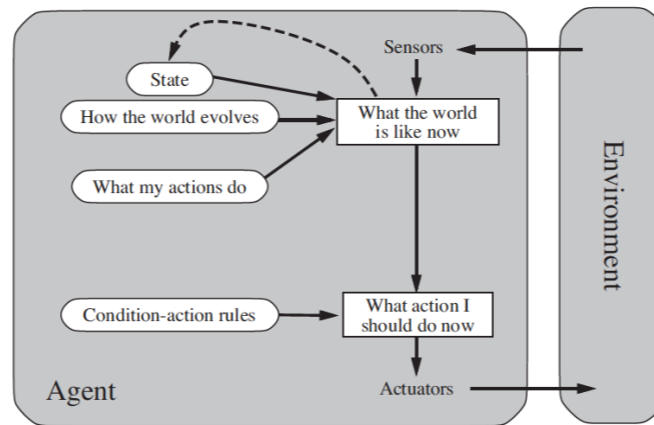 Sensors
State
What the world
is like now
How the world evolves
What my actions do
Environment
Condition-action rules
What action I
should do now
Agent
Actuators